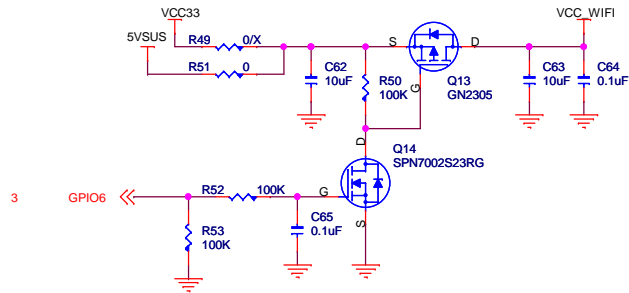 VCC33
VCC_WIFI
5VSUS
R49 0/X
R51 0
S
D
C62
10uF
R50
100K
G
Q13
GN2305
C63
10uF
C64
0.1uF
D
Q14
SPN7002S23RG
3 GPIO6
R52 100K
G
S
R53
100K
C65
0.1uF